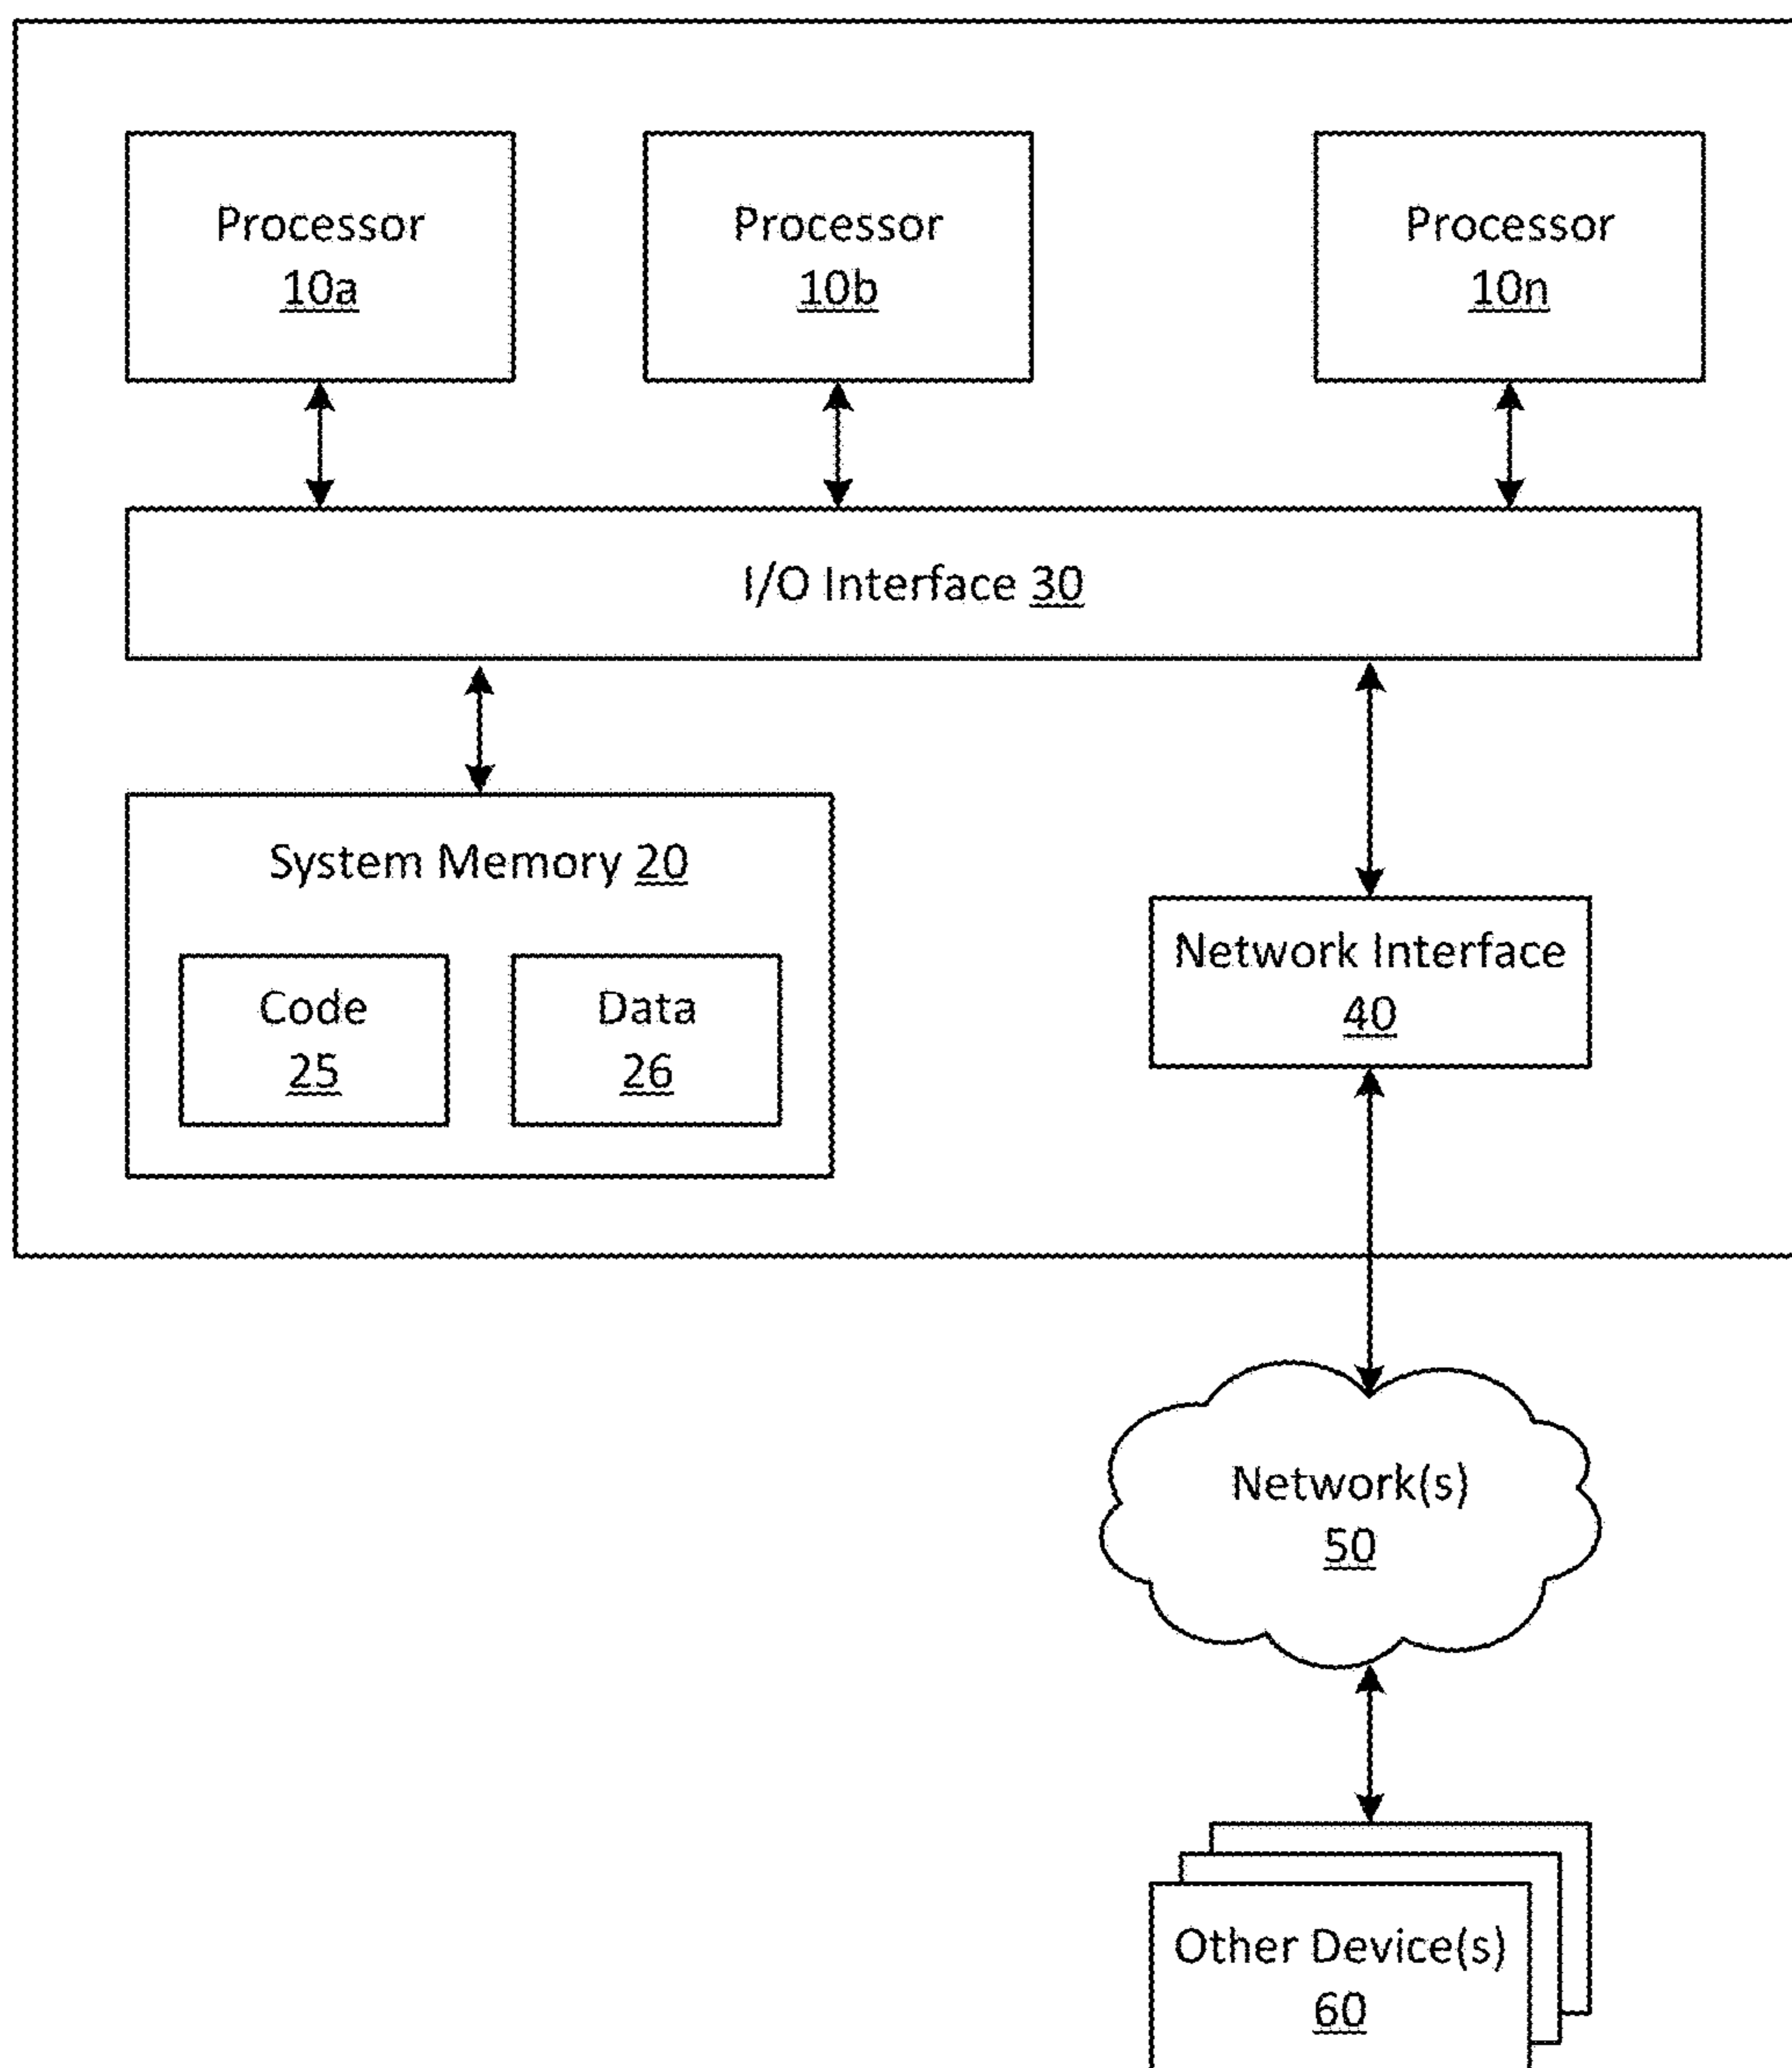 Processor
10a
Processor
10b
Processor
10n
I/O Interface 30
System Memory 20
Code
25
Data
26
Network Interface
40
Network(s)
50
Other Device(s)
60